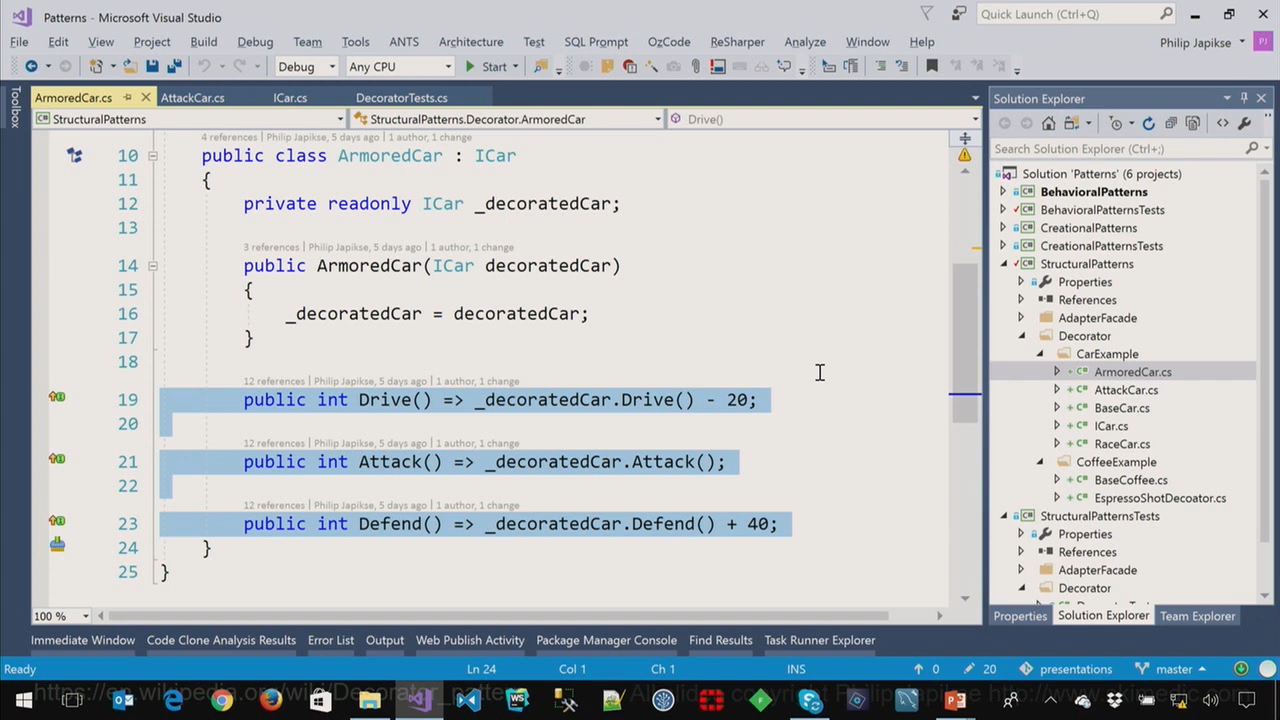 Patterns - Microsoft Visual Studio
Quick Launch (Ctrl+Q)
File Edit View Project Build Debug Team Tools ANTS Architecture Test SQL Prompt OzCode ReSharper Analyze Window Help Philip Japikse PJ
Debug Any CPU Start
Toolbox
ArmoredCar.cs AttackCar.cs ICar.cs DecoratorTests.cs
StructuralPatterns StructuralPatterns.Decorator.ArmoredCar Drive()
4 references | Philip Japikse, 5 days ago | 1 author, 1 change
10 public class ArmoredCar : ICar
11 {
12 private readonly ICar _decoratedCar;
13
3 references | Philip Japikse, 5 days ago | 1 author, 1 change
14 public ArmoredCar(ICar decoratedCar)
15 {
16 _decoratedCar = decoratedCar;
17 }
18
12 references | Philip Japikse, 5 days ago | 1 author, 1 change
19 public int Drive() => _decoratedCar.Drive() - 20;
20
12 references | Philip Japikse, 5 days ago | 1 author, 1 change
21 public int Attack() => _decoratedCar.Attack();
22
12 references | Philip Japikse, 5 days ago | 1 author, 1 change
23 public int Defend() => _decoratedCar.Defend() + 40;
24 }
25 }
100 %
Solution Explorer
Search Solution Explorer (Ctrl+;)
Solution 'Patterns' (6 projects)
C# BehavioralPatterns
C# BehavioralPatternsTests
C# CreationalPatterns
C# CreationalPatternsTests
C# StructuralPatterns
Properties
References
AdapterFacade
Decorator
CarExample
C# ArmoredCar.cs
C# AttackCar.cs
C# BaseCar.cs
C# ICar.cs
C# RaceCar.cs
CoffeeExample
C# BaseCoffee.cs
C# EspressoShotDecoator.cs
C# StructuralPatternsTests
Properties
References
AdapterFacade
Decorator
Properties Solution Explorer Team Explorer
Immediate Window Code Clone Analysis Results Error List Output Web Publish Activity Package Manager Console Find Results Task Runner Explorer
Ready Ln 24 Col 1 Ch 1 INS 0 20 presentations master